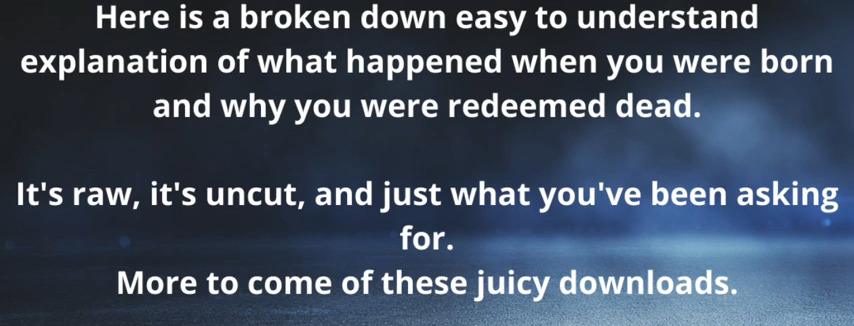 Here is a broken down easy to understand
explanation of what happened when you were born
and why you were redeemed dead.
It's raw, it's uncut, and just what you've been asking
for.
More to come of these juicy downloads.